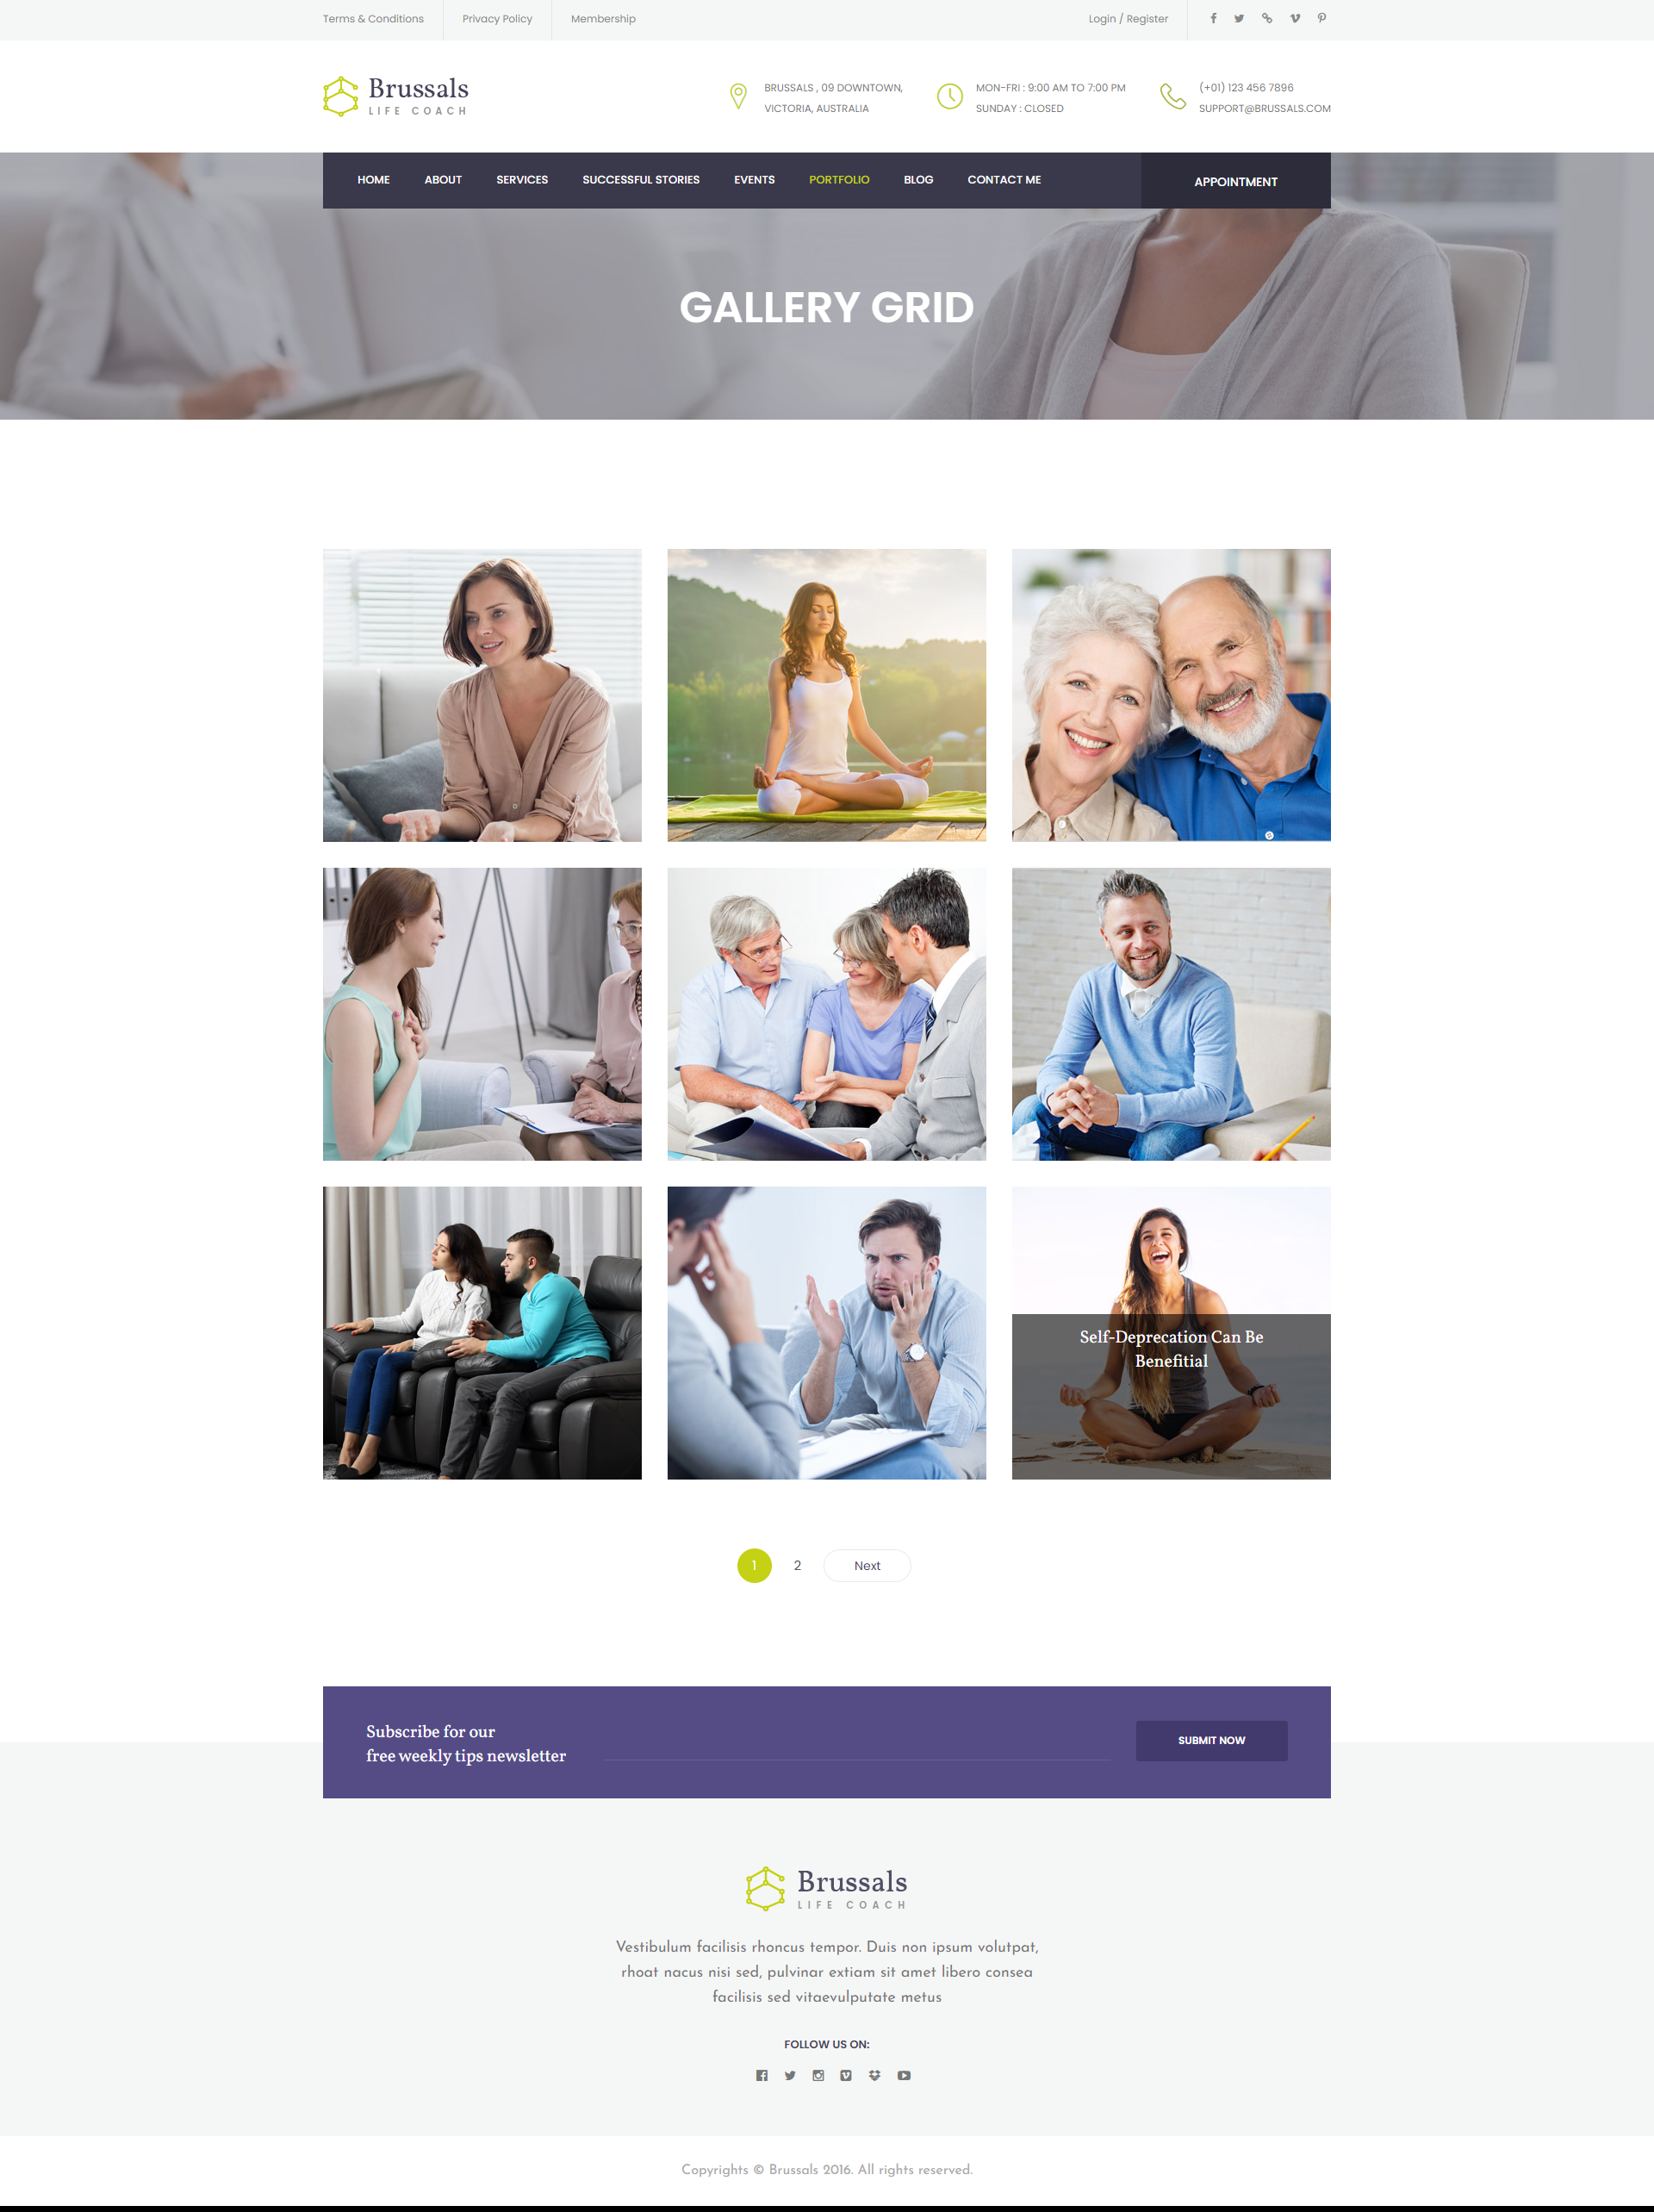 Terms & Conditions
Privacy Policy
Membership
Login / Register
Brussals
LIFE COACH
BRUSSALS , 09 DOWNTOWN,
VICTORIA, AUSTRALIA
MON-FRI : 9:00 AM TO 7:00 PM
SUNDAY : CLOSED
(+01) 123 456 7896
SUPPORT@BRUSSALS.COM
HOME
ABOUT
SERVICES
SUCCESSFUL STORIES
EVENTS
PORTFOLIO
BLOG
CONTACT ME
APPOINTMENT
GALLERY GRID
Self-Deprecation Can Be
Benefitial
1
2
Next
Subscribe for our
free weekly tips newsletter
SUBMIT NOW
Brussals
LIFE COACH
Vestibulum facilisis rhoncus tempor. Duis non ipsum volutpat,
rhoat nacus nisi sed, pulvinar extiam sit amet libero consea
facilisis sed vitaevulputate metus
FOLLOW US ON:
Copyrights © Brussals 2016. All rights reserved.